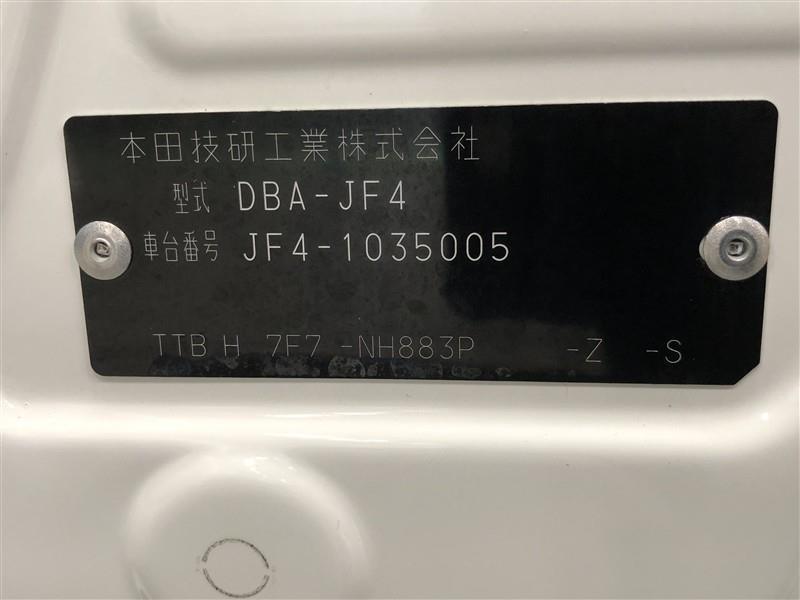 本田技研工業株式会社
型式 DBA-JF4
車台番号 JF4-1035005
TTB H 7F7 -NH883P -Z -S